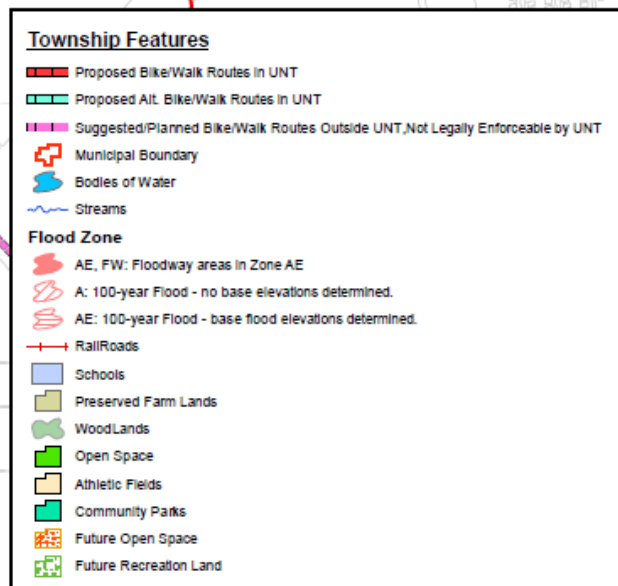 Township Features
Proposed Bike/Walk Routes in UNT
Proposed Alt. Bike/Walk Routes in UNT
Suggested/Planned Bike/Walk Routes Outside UNT,Not Legally Enforceable by UNT
Municipal Boundary
Bodies of Water
Streams
Flood Zone
AE, FW: Floodway areas in Zone AE
A: 100-year Flood - no base elevations determined.
AE: 100-year Flood - base flood elevations determined.
RailRoads
Schools
Preserved Farm Lands
WoodLands
Open Space
Athletic Fields
Community Parks
Future Open Space
Future Recreation Land